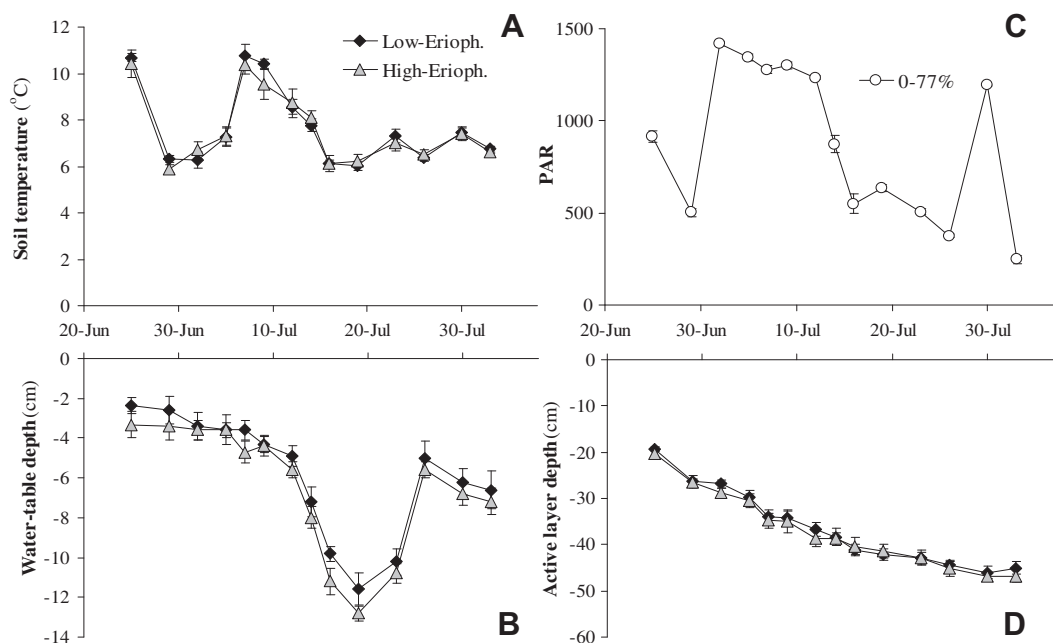 A
Low-Erioph.
High-Erioph.
Soil temperature (°C)
12
10
8
6
4
2
0
20-Jun 30-Jun 10-Jul 20-Jul 30-Jul
C
0-77%
PAR
1500
1000
500
0
20-Jun 30-Jun 10-Jul 20-Jul 30-Jul
B
Water-table depth (cm)
0
-2
-4
-6
-8
-10
-12
-14
D
Active layer depth (cm)
0
-10
-20
-30
-40
-50
-60